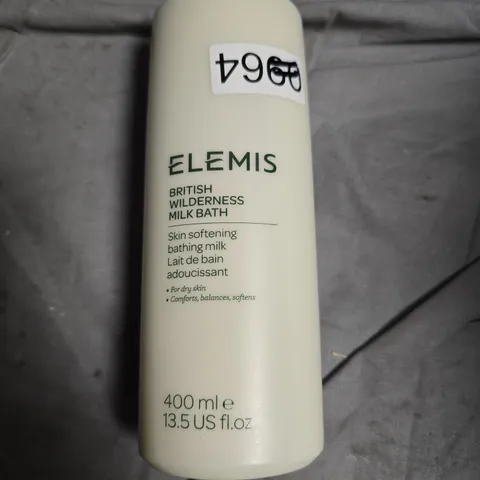 ELEMIS
BRITISH
WILDERNESS
MILK BATH
Skin softening
bathing milk
Lait de bain
adoucissant
• For dry skin
• Comforts, balances, softens
400 ml e
13.5 US fl.oz